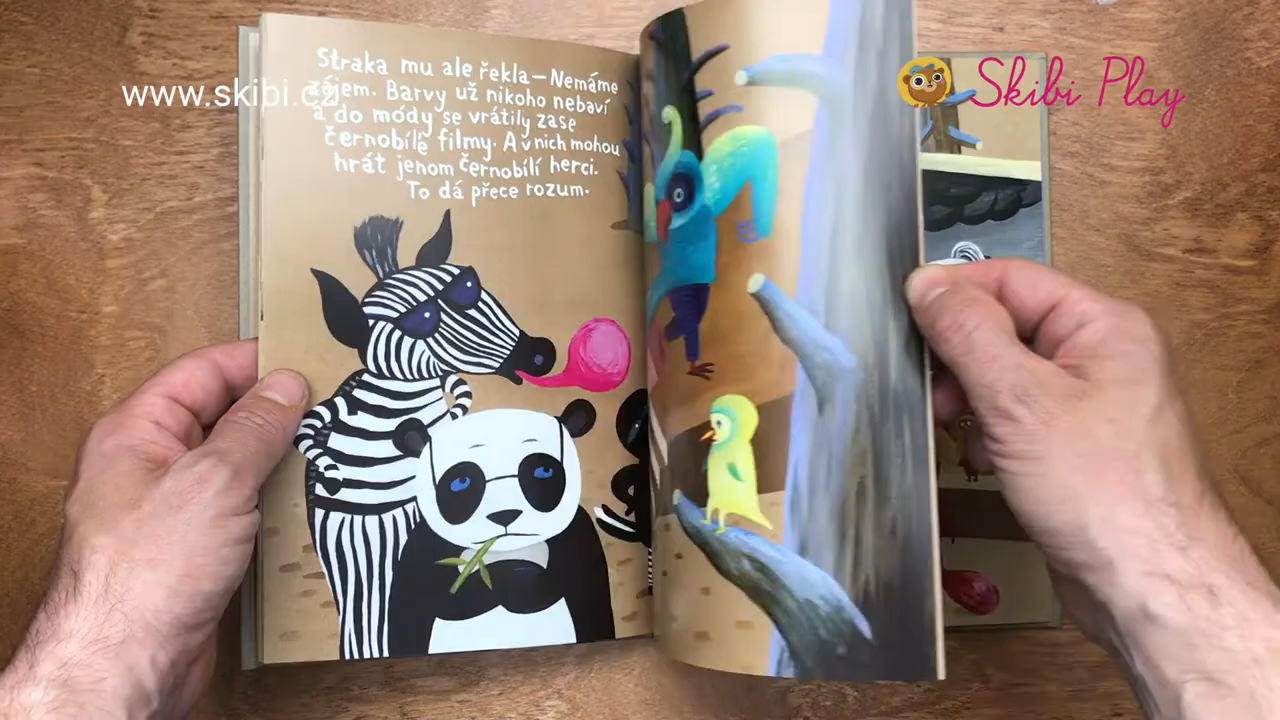 Straka mu ale řekla – Nemáme
zájem. Barvy už nikoho nebaví
a do módy se vrátily zase
černobílé filmy. A v nich mohou
hrát jenom černobílí herci.
To dá přece rozum.
www.skibi.cz
Skibi Play